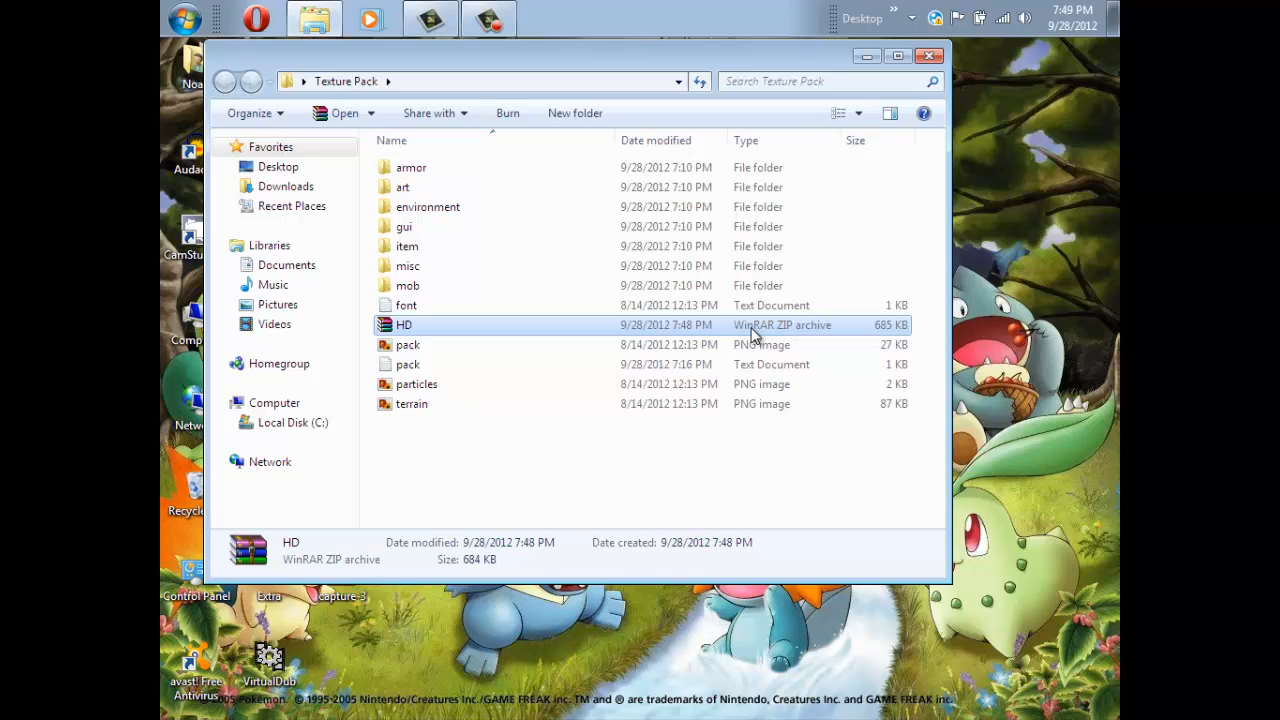 Desktop
»
7:49 PM
9/28/2012
Texture Pack
Search Texture Pack
Organize Open Share with Burn New folder
Name Date modified Type Size
Favorites
Desktop
Downloads
Recent Places
Libraries
Documents
Music
Pictures
Videos
Homegroup
Computer
Local Disk (C:)
Network
armor 9/28/2012 7:10 PM File folder
art 9/28/2012 7:10 PM File folder
environment 9/28/2012 7:10 PM File folder
gui 9/28/2012 7:10 PM File folder
item 9/28/2012 7:10 PM File folder
misc 9/28/2012 7:10 PM File folder
mob 9/28/2012 7:10 PM File folder
font 8/14/2012 12:13 PM Text Document 1 KB
HD 9/28/2012 7:48 PM WinRAR ZIP archive 685 KB
pack 8/14/2012 12:13 PM PNG image 27 KB
pack 9/28/2012 7:16 PM Text Document 1 KB
particles 8/14/2012 12:13 PM PNG image 2 KB
terrain 8/14/2012 12:13 PM PNG image 87 KB
HD Date modified: 9/28/2012 7:48 PM Date created: 9/28/2012 7:48 PM
WinRAR ZIP archive Size: 684 KB
Noa
Audac
CamStu
Comp
Netw
Recyc
Control Panel Extra capture-3
avast! Free
Antivirus
VirtualDub
2005 Pokémon. © 1995-2005 Nintendo/Creatures Inc./GAME FREAK inc. TM and ® are trademarks of Nintendo, Creatures Inc. and GAME FREAK inc.